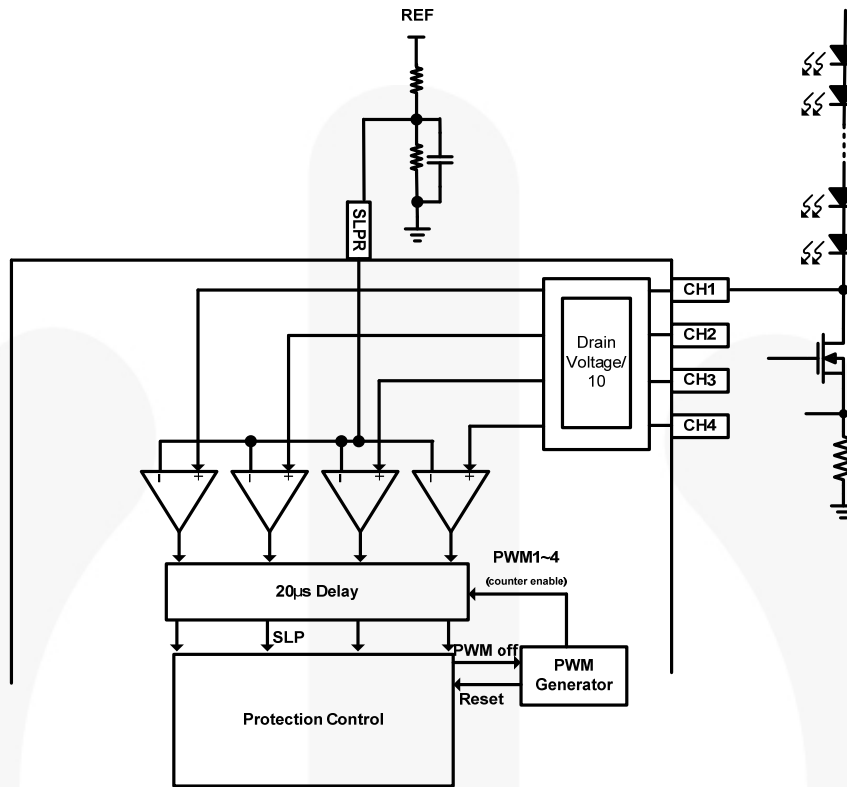 REF
SLPR
CH1
CH2
CH3
CH4
Drain
Voltage/
10
− +
− +
− +
− +
PWM1~4
(counter enable)
20µs Delay
SLP
PWM off
Reset
PWM
Generator
Protection Control